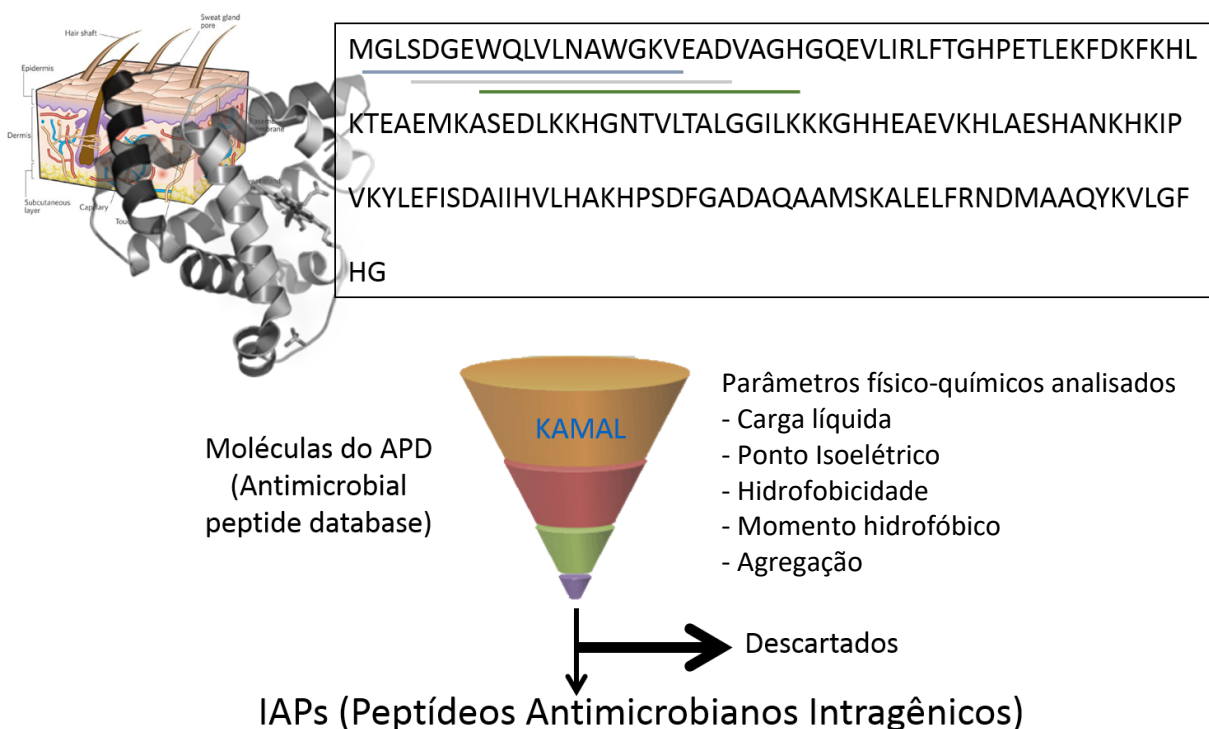 Hair shaft
Sweat gland
pore
Epidermis
Dermis
Subcutaneous
layer
Capillary
MGLSDGEWQLVLNAWGKVEADVAGHGQEVLIRLFTGHPETLEKFDKFKHL
KTEAEMKASEDLKKHGNTVLTALGGILKKKGHHEAEVKHLAESHANKHKIP
VKYLEFISDAIIHVLHAKHPSDFGADAQAAMSKALELFRNDMAAQYKVLGF
HG
KAMAL
Moléculas do APD
(Antimicrobial
peptide database)
Parâmetros físico-químicos analisados
- Carga líquida
- Ponto Isoelétrico
- Hidrofobicidade
- Momento hidrofóbico
- Agregação
Descartados
IAPs (Peptídeos Antimicrobianos Intragênicos)